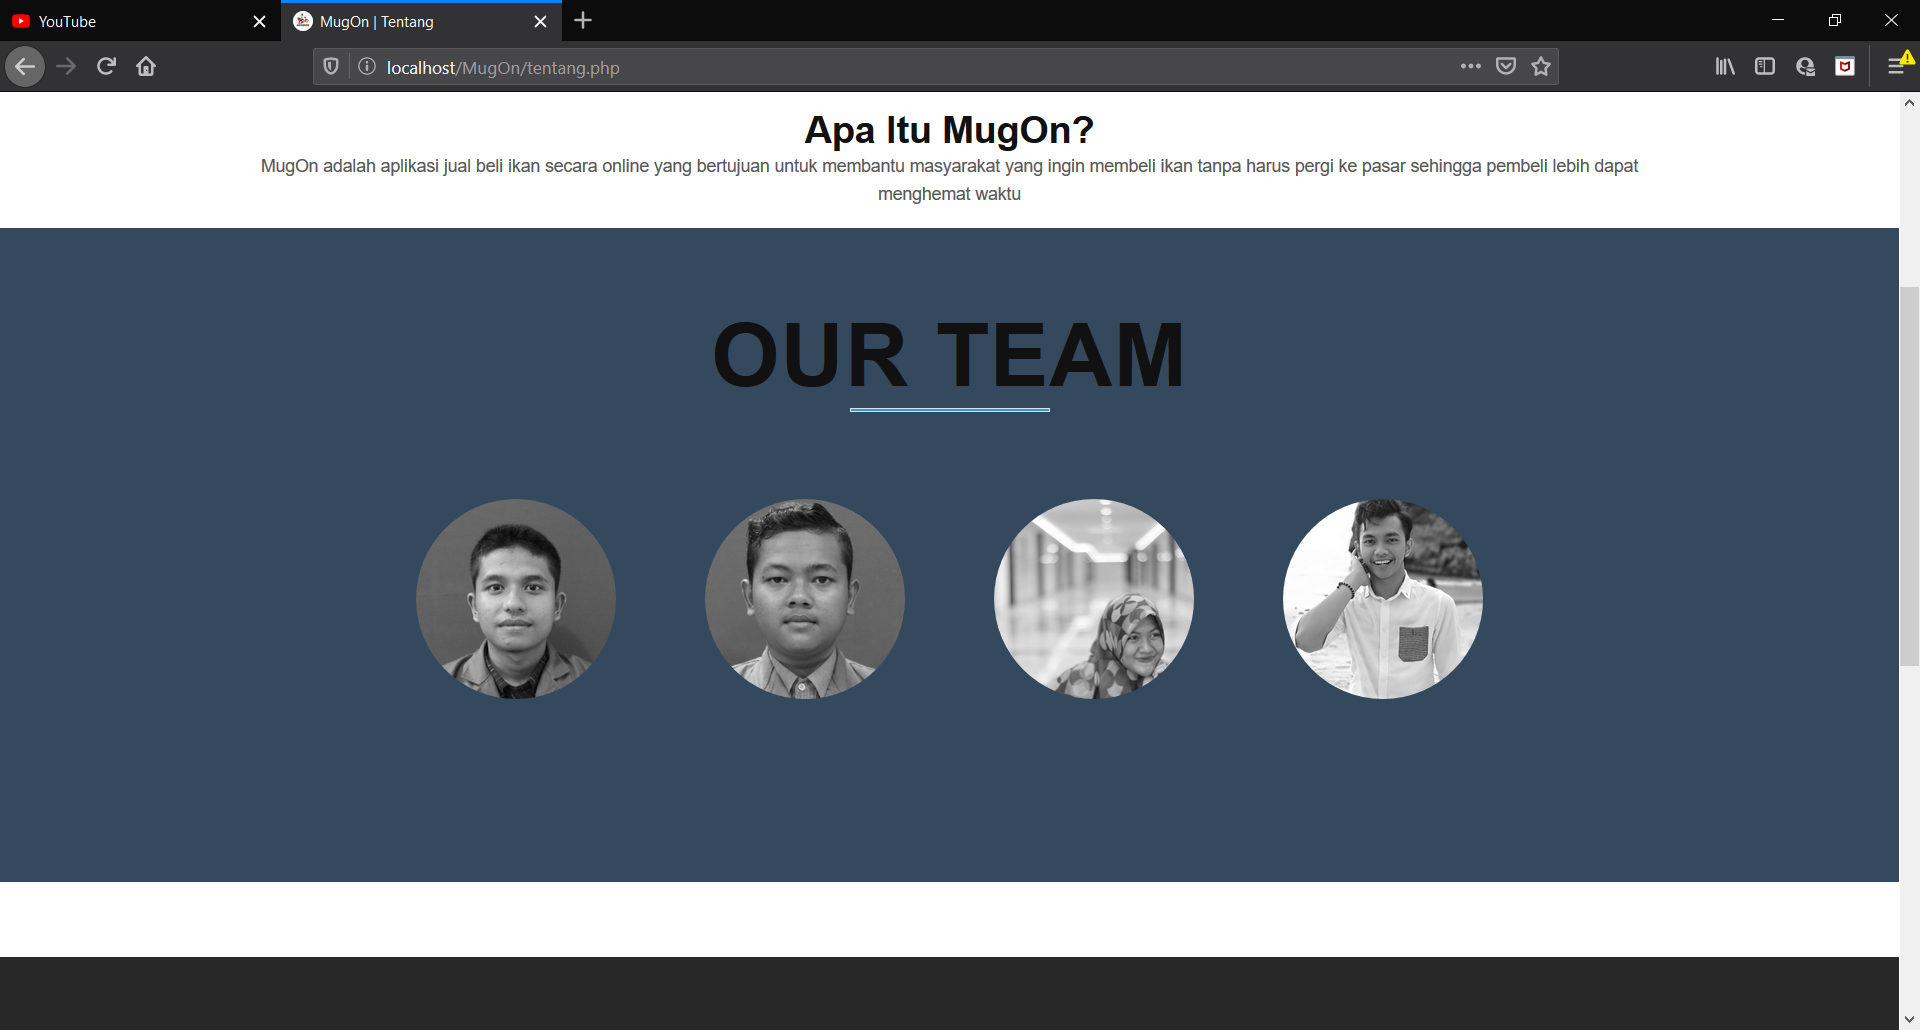 YouTube
MugOn | Tentang
localhost/MugOn/tentang.php
Apa Itu MugOn?
MugOn adalah aplikasi jual beli ikan secara online yang bertujuan untuk membantu masyarakat yang ingin membeli ikan tanpa harus pergi ke pasar sehingga pembeli lebih dapat
menghemat waktu
OUR TEAM